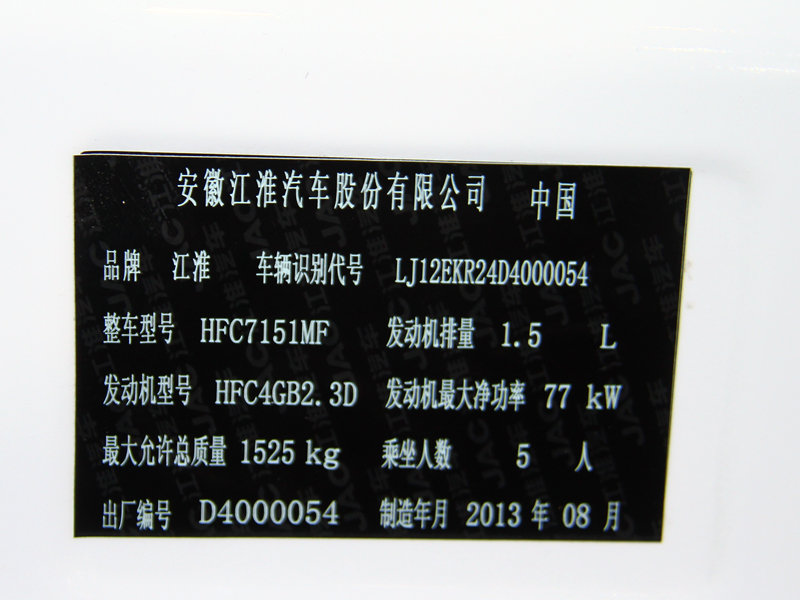 安徽江淮汽车股份有限公司 中国
品牌 江淮 车辆识别代号 LJ12EKR24D4000054
整车型号 HFC7151MF 发动机排量 1.5 L
发动机型号 HFC4GB2.3D 发动机最大净功率 77 kW
最大允许总质量 1525 kg 乘坐人数 5 人
出厂编号 D4000054 制造年月 2013 年 08 月